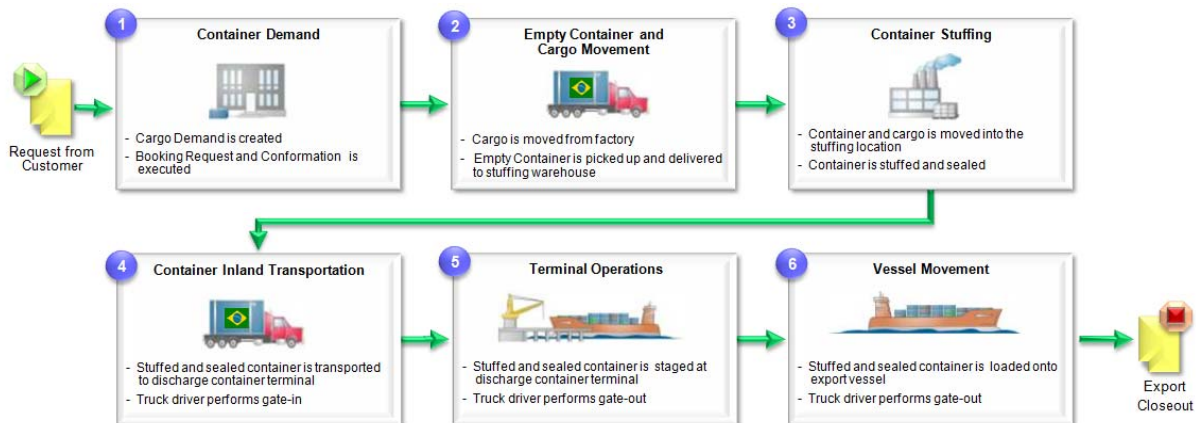 Request from
Customer
1
Container Demand
- Cargo Demand is created
- Booking Request and Conformation is
executed
2
Empty Container and
Cargo Movement
- Cargo is moved from factory
- Empty Container is picked up and delivered
to stuffing warehouse
3
Container Stuffing
- Container and cargo is moved into the
stuffing location
- Container is stuffed and sealed
4
Container Inland Transportation
- Stuffed and sealed container is transported
to discharge container terminal
- Truck driver performs gate-in
5
Terminal Operations
- Stuffed and sealed container is staged at
discharge container terminal
- Truck driver performs gate-out
6
Vessel Movement
- Stuffed and sealed container is loaded onto
export vessel
- Truck driver performs gate-out
Export
Closeout